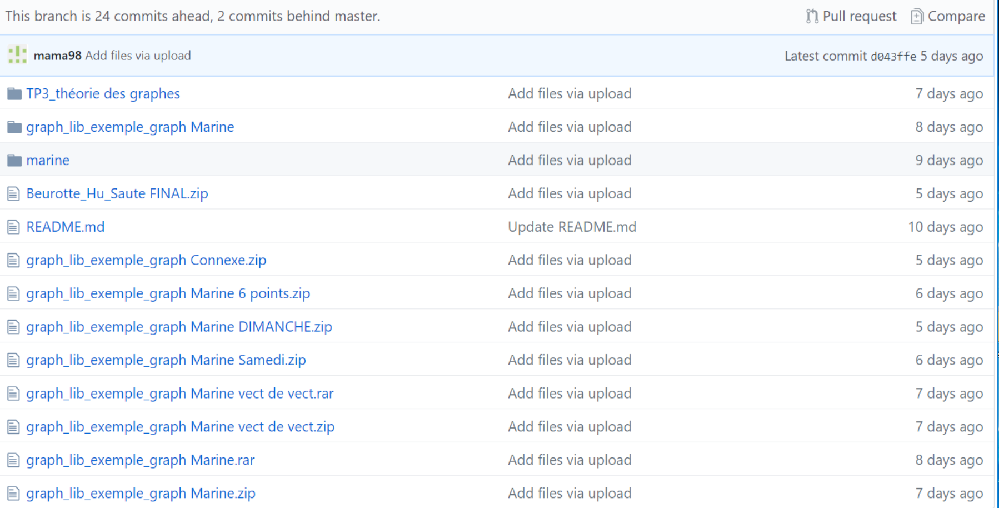 This branch is 24 commits ahead, 2 commits behind master. Pull request Compare
mama98 Add files via upload Latest commit d043ffe 5 days ago
TP3_théorie des graphes Add files via upload 7 days ago
graph_lib_exemple_graph Marine Add files via upload 8 days ago
marine Add files via upload 9 days ago
Beurotte_Hu_Saute FINAL.zip Add files via upload 5 days ago
README.md Update README.md 10 days ago
graph_lib_exemple_graph Connexe.zip Add files via upload 5 days ago
graph_lib_exemple_graph Marine 6 points.zip Add files via upload 6 days ago
graph_lib_exemple_graph Marine DIMANCHE.zip Add files via upload 5 days ago
graph_lib_exemple_graph Marine Samedi.zip Add files via upload 6 days ago
graph_lib_exemple_graph Marine vect de vect.rar Add files via upload 7 days ago
graph_lib_exemple_graph Marine vect de vect.zip Add files via upload 7 days ago
graph_lib_exemple_graph Marine.rar Add files via upload 8 days ago
graph_lib_exemple_graph Marine.zip Add files via upload 7 days ago